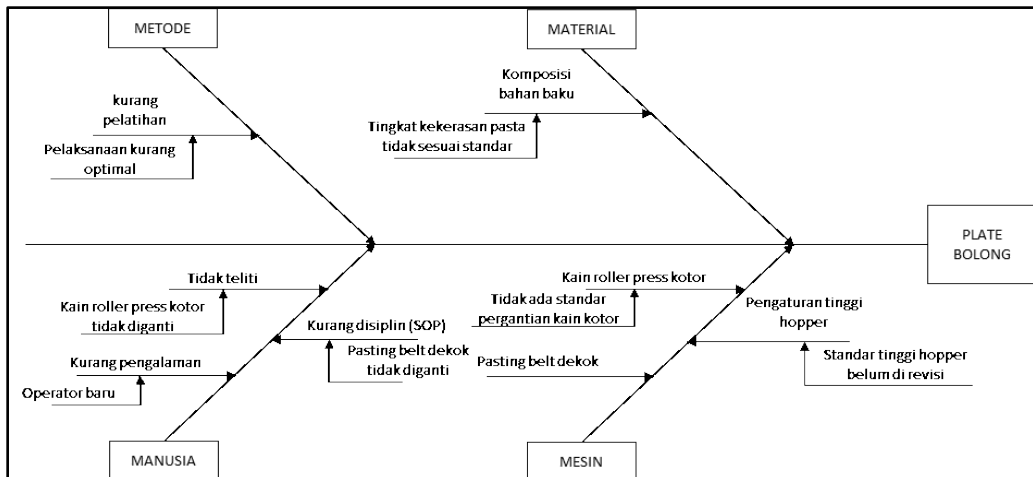 METODE
MATERIAL
kurang
pelatihan
Pelaksanaan kurang
optimal
Komposisi
bahan baku
Tingkat kekerasan pasta
tidak sesuai standar
PLATE
BOLONG
Tidak teliti
Kain roller press kotor
tidak diganti
Kurang disiplin (SOP)
Pasting belt dekok
tidak diganti
Kurang pengalaman
Operator baru
Kain roller press kotor
Tidak ada standar
pergantian kain kotor
Pengaturan tinggi
hopper
Standar tinggi hopper
belum di revisi
Pasting belt dekok
MANUSIA
MESIN